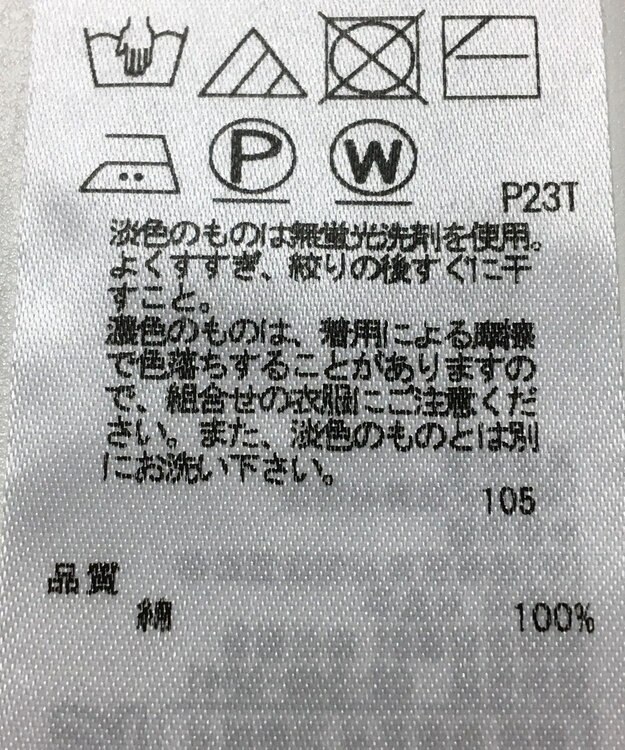 P W
P23T
淡色のものは無蛍光洗剤を使用。
よくすすぎ、絞りの後すぐに干
すこと。
濃色のものは、着用による摩擦
で色落ちすることがありますの
で、組合せの衣服にご注意くだ
さい。また、淡色のものとは別
にお洗い下さい。
105
品質
綿 100%